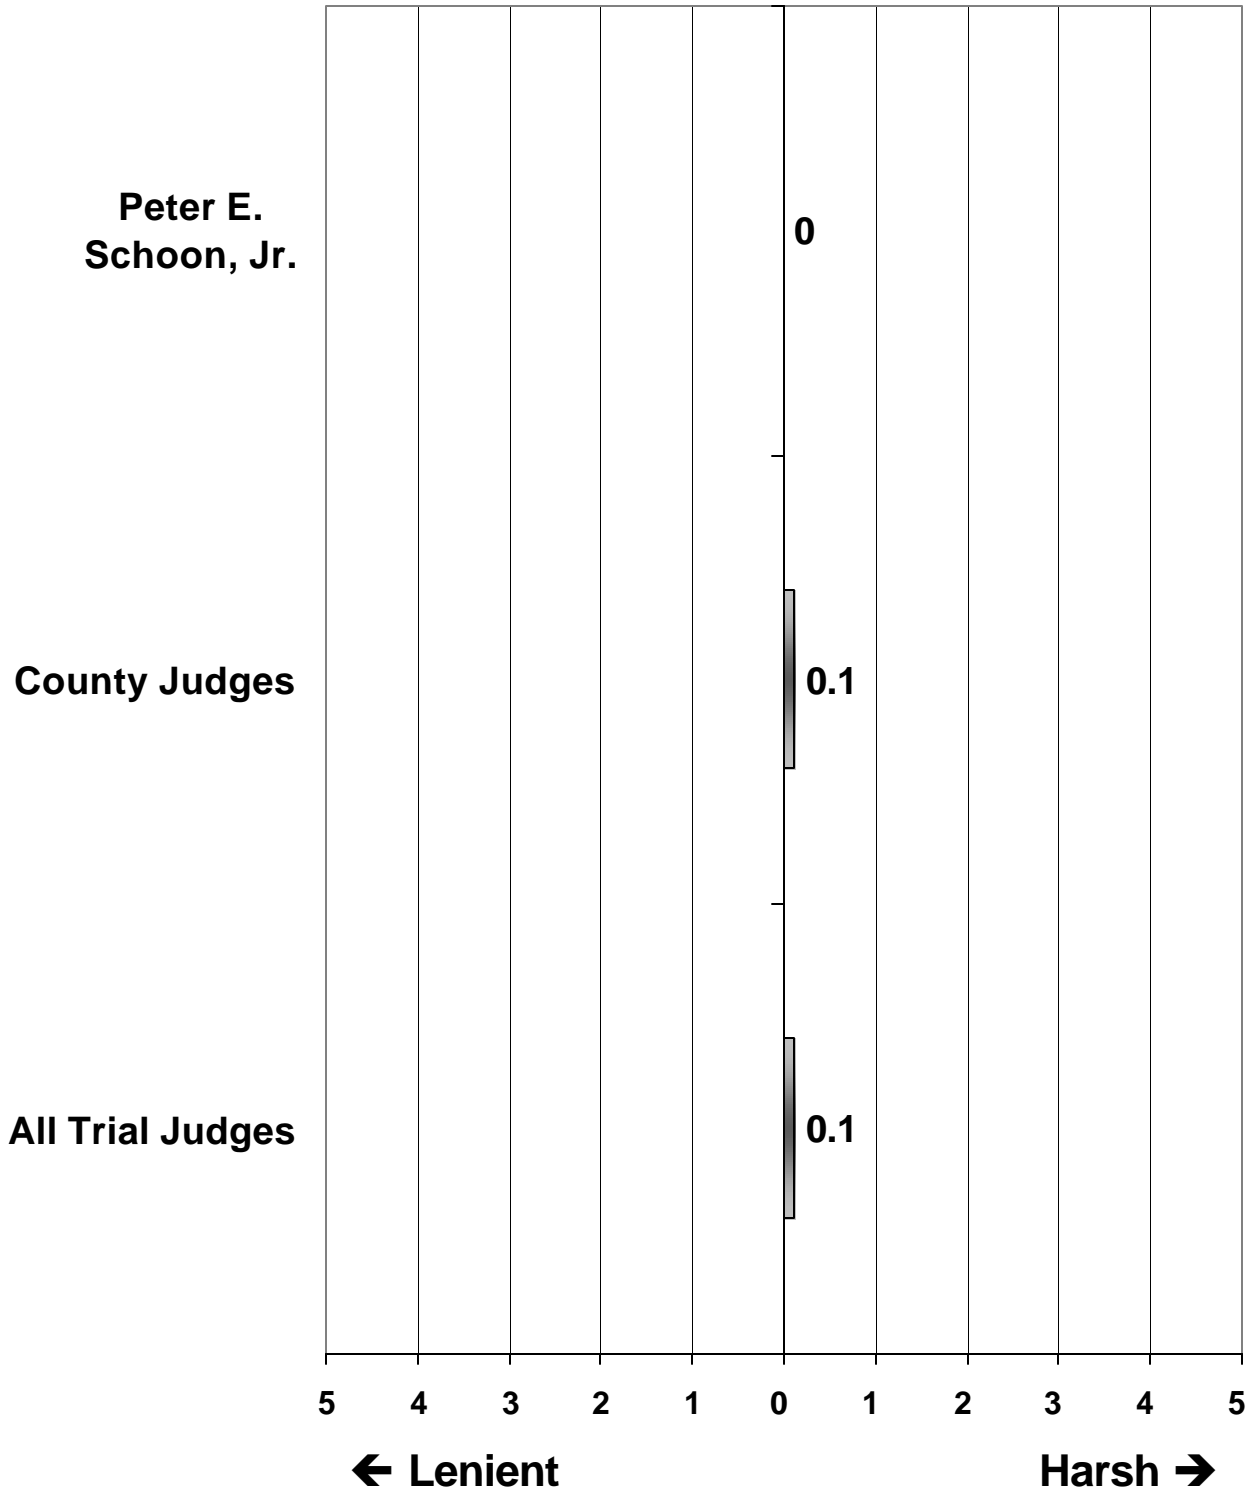 Peter E.
Schoon, Jr.
0
County Judges
0.1
All Trial Judges
0.1
5 4 3 2 1 0 1 2 3 4 5
← Lenient
Harsh →